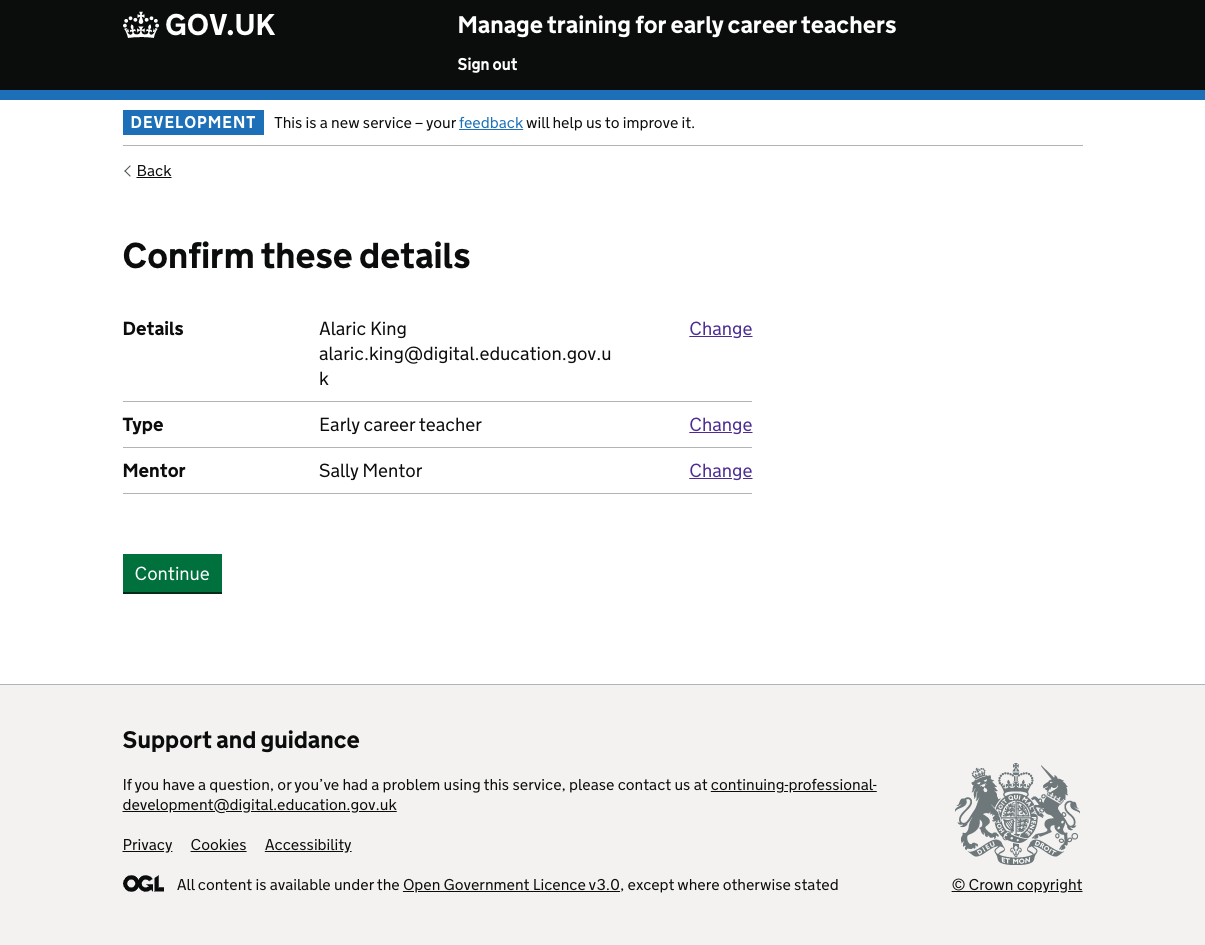 GOV.UK
Manage training for early career teachers
Sign out
DEVELOPMENT This is a new service – your feedback will help us to improve it.
Back
Confirm these details
Details Alaric King Change
alaric.king@digital.education.gov.u
k
Type Early career teacher Change
Mentor Sally Mentor Change
Continue
Support and guidance
If you have a question, or you’ve had a problem using this service, please contact us at continuing-professional-
development@digital.education.gov.uk
Privacy Cookies Accessibility
OGL All content is available under the Open Government Licence v3.0, except where otherwise stated
DIEU ET MON DROIT
© Crown copyright